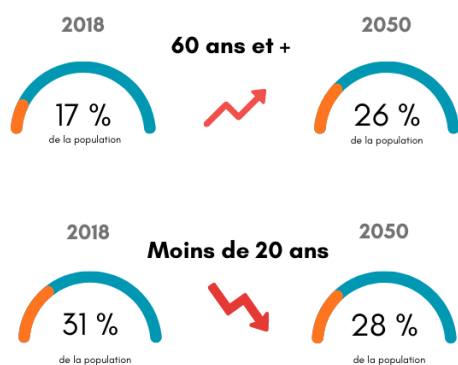 2018
60 ans et +
2050
17 %
de la population
26 %
de la population
2018
Moins de 20 ans
2050
31 %
de la population
28 %
de la population